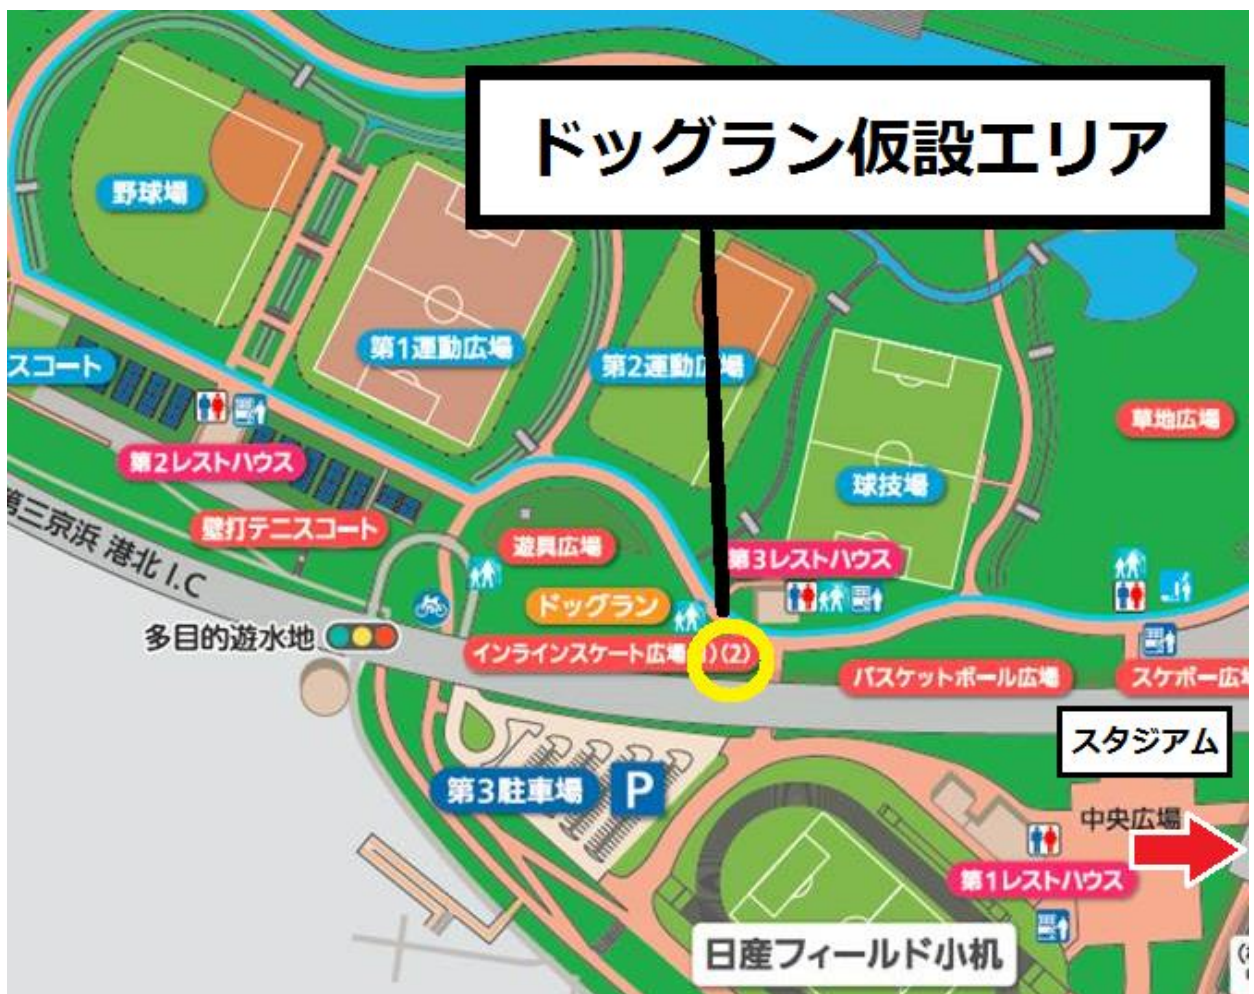 ドッグラン仮設エリア
野球場
第1運動広場
第2運動広場
スコート
草地広場
第2レストハウス
球技場
第三京浜 港北I.C
壁打テニスコート
遊具広場
第3レストハウス
ドッグラン
多目的遊水地
インラインスケート広場(1)(2)
バスケットボール広場
スケボー広場
スタジアム
第3駐車場
P
中央広場
第1レストハウス
日産フィールド小机